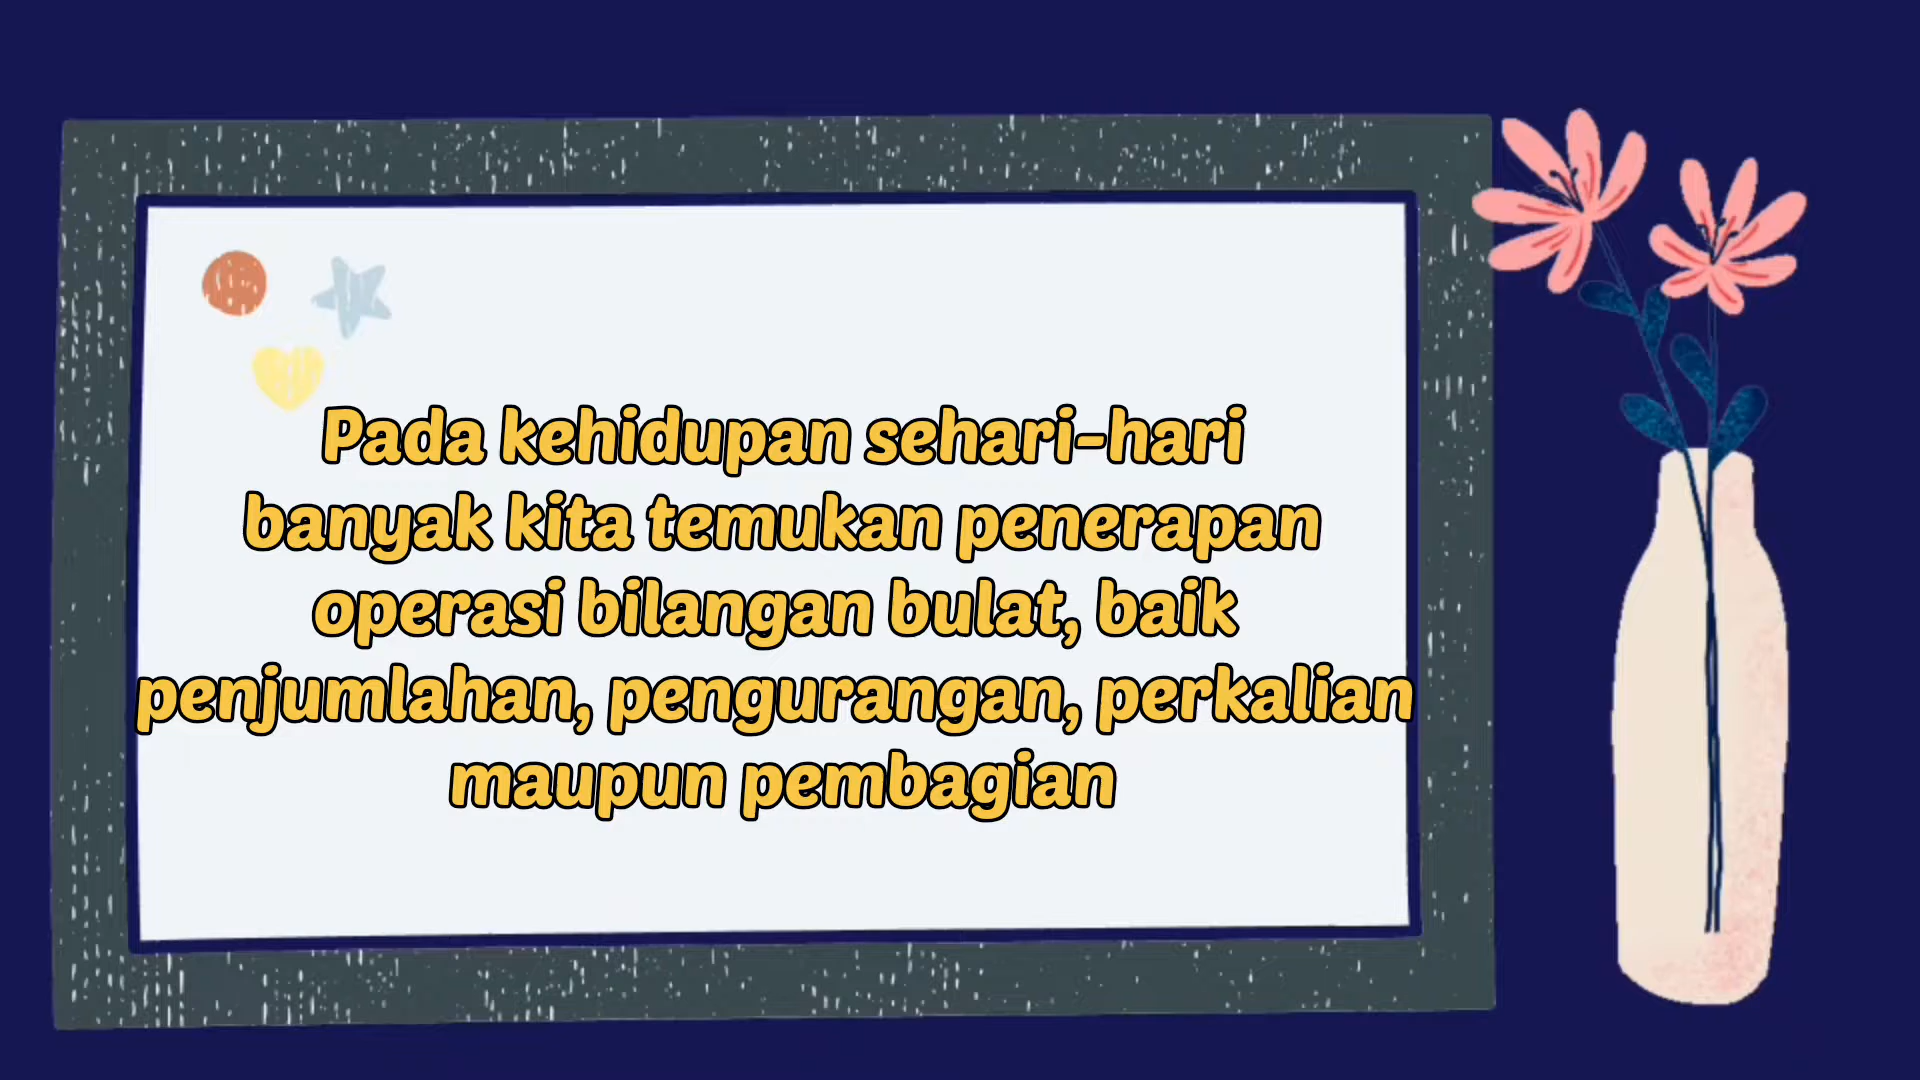 Pada kehidupan sehari-hari
banyak kita temukan penerapan
operasi bilangan bulat, baik
penjumlahan, pengurangan, perkalian
maupun pembagian